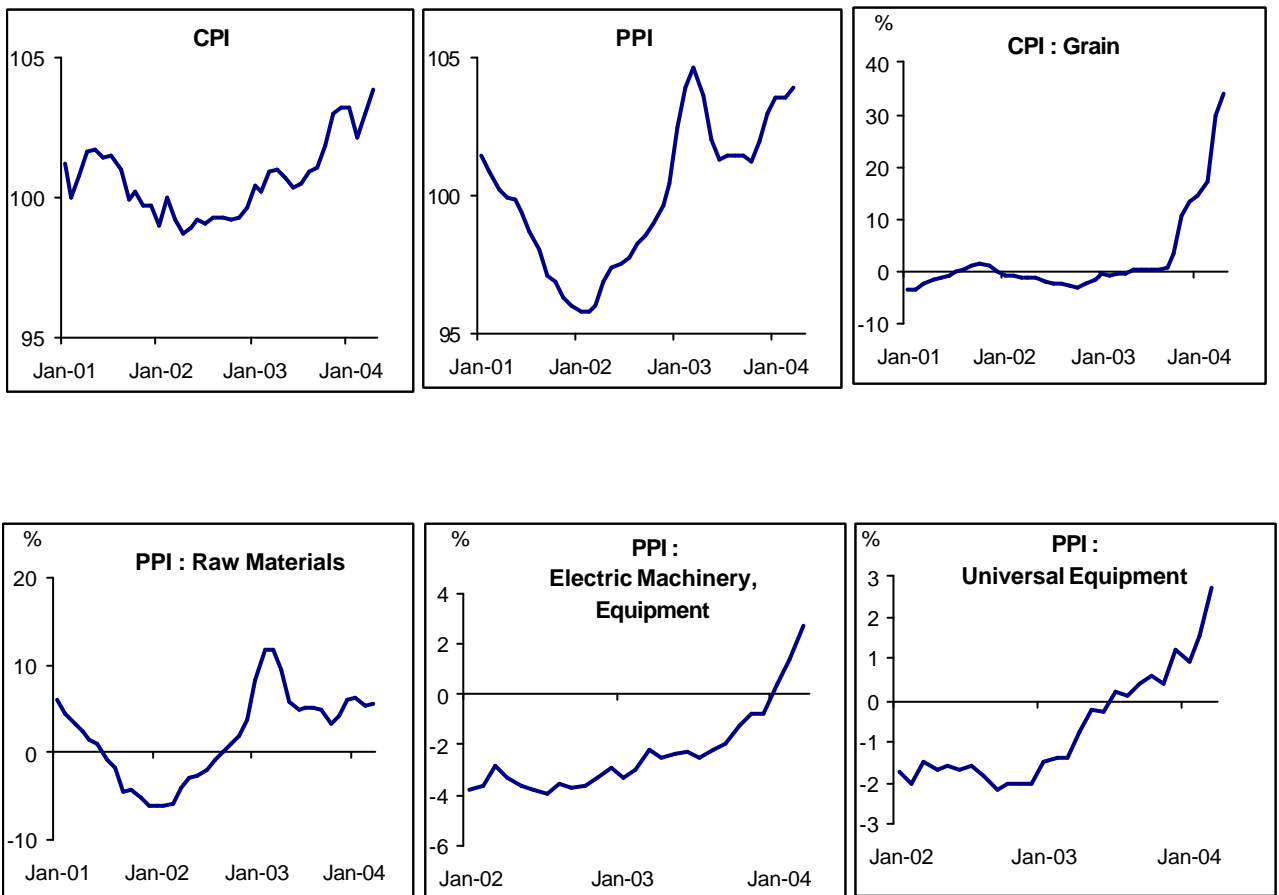 CPI
105
100
95
Jan-01 Jan-02 Jan-03 Jan-04
PPI
105
100
95
Jan-01 Jan-02 Jan-03 Jan-04
%
CPI : Grain
40
30
20
10
0
-10
Jan-01 Jan-02 Jan-03 Jan-04
%
PPI : Raw Materials
20
10
0
-10
Jan-01 Jan-02 Jan-03 Jan-04
%
PPI :
Electric Machinery,
Equipment
4
2
0
-2
-4
-6
Jan-02 Jan-03 Jan-04
%
PPI :
Universal Equipment
3
2
1
0
-1
-2
-3
Jan-02 Jan-03 Jan-04